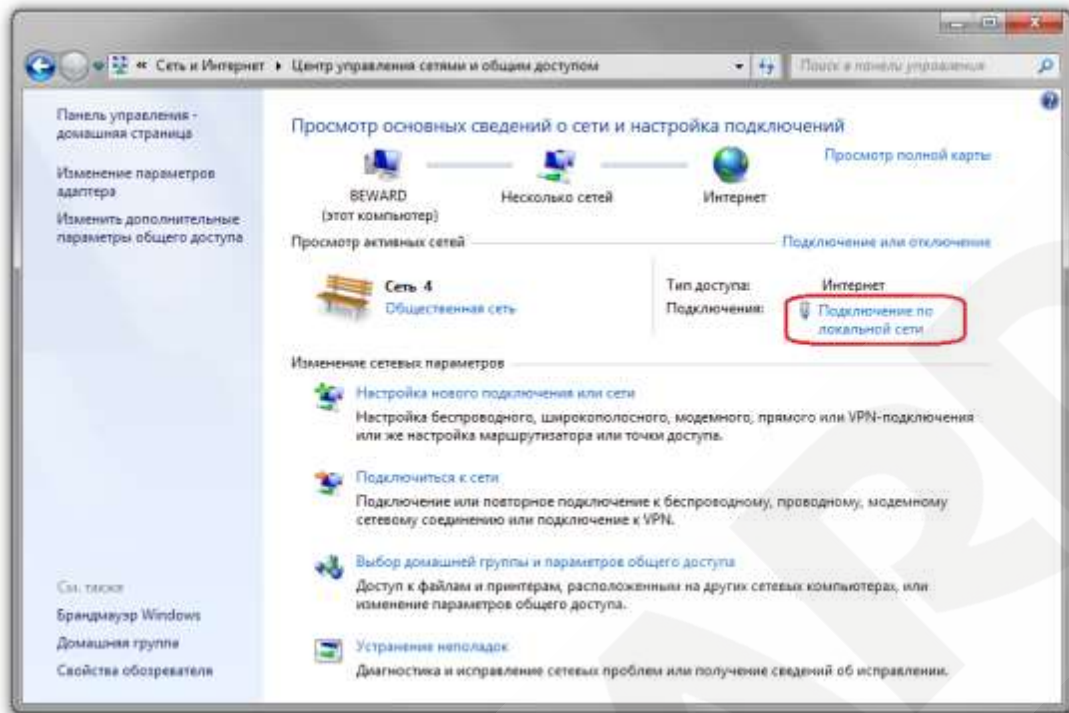 « Сеть и Интернет ▸ Центр управления сетями и общим доступом
Поиск в панели управления
Панель управления -
домашняя страница
Изменение параметров
адаптера
Изменить дополнительные
параметры общего доступа
См. также
Брандмауэр Windows
Домашняя группа
Свойства обозревателя
Просмотр основных сведений о сети и настройка подключений
Просмотр полной карты
BEWARD
(этот компьютер)
Несколько сетей
Интернет
Просмотр активных сетей
Подключение или отключение
Сеть 4
Общественная сеть
Тип доступа: Интернет
Подключения: Подключение по
локальной сети
Изменение сетевых параметров
Настройка нового подключения или сети
Настройка беспроводного, широкополосного, модемного, прямого или VPN-подключения
или же настройка маршрутизатора или точки доступа.
Подключиться к сети
Подключение или повторное подключение к беспроводному, проводному, модемному
сетевому соединению или подключение к VPN.
Выбор домашней группы и параметров общего доступа
Доступ к файлам и принтерам, расположенным на других сетевых компьютерах, или
изменение параметров общего доступа.
Устранение неполадок
Диагностика и исправление сетевых проблем или получение сведений об исправлении.